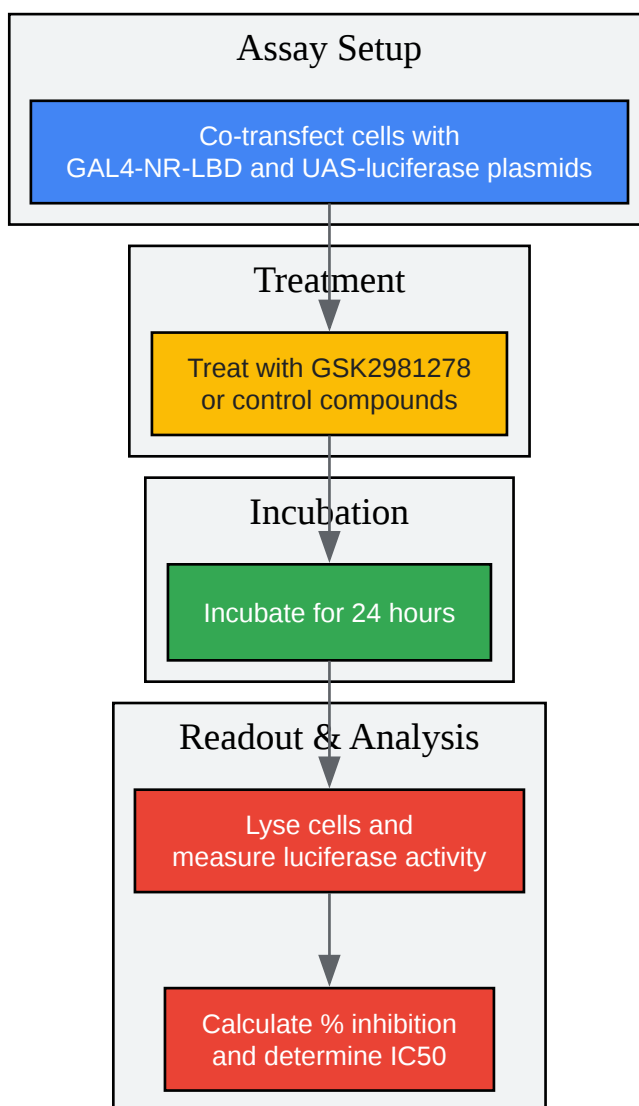 Assay Setup
Co-transfect cells with
GAL4-NR-LBD and UAS-luciferase plasmids
Treatment
Treat with GSK2981278
or control compounds
Incubation
Incubate for 24 hours
Readout & Analysis
Lyse cells and
measure luciferase activity
Calculate % inhibition
and determine IC50